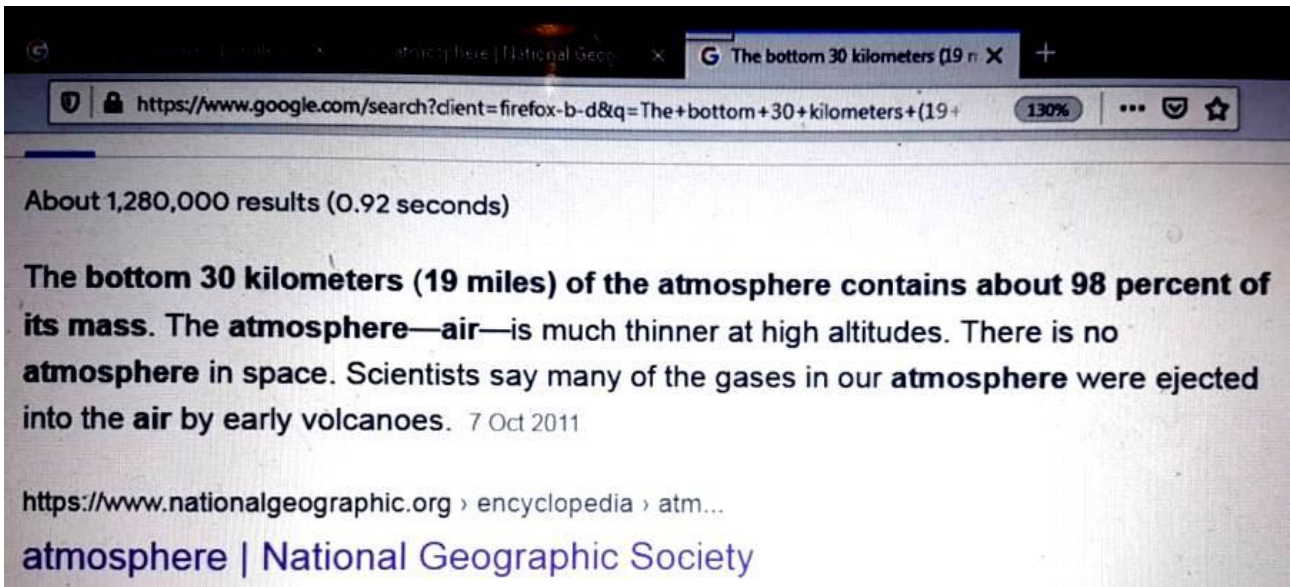 atmosphere | National Geog
The bottom 30 kilometers (19 n
https://www.google.com/search?client=firefox-b-d&q=The+bottom+30+kilometers+(19+
130%
About 1,280,000 results (0.92 seconds)
The bottom 30 kilometers (19 miles) of the atmosphere contains about 98 percent of
its mass. The atmosphere—air—is much thinner at high altitudes. There is no
atmosphere in space. Scientists say many of the gases in our atmosphere were ejected
into the air by early volcanoes. 7 Oct 2011
https://www.nationalgeographic.org › encyclopedia › atm...
atmosphere | National Geographic Society